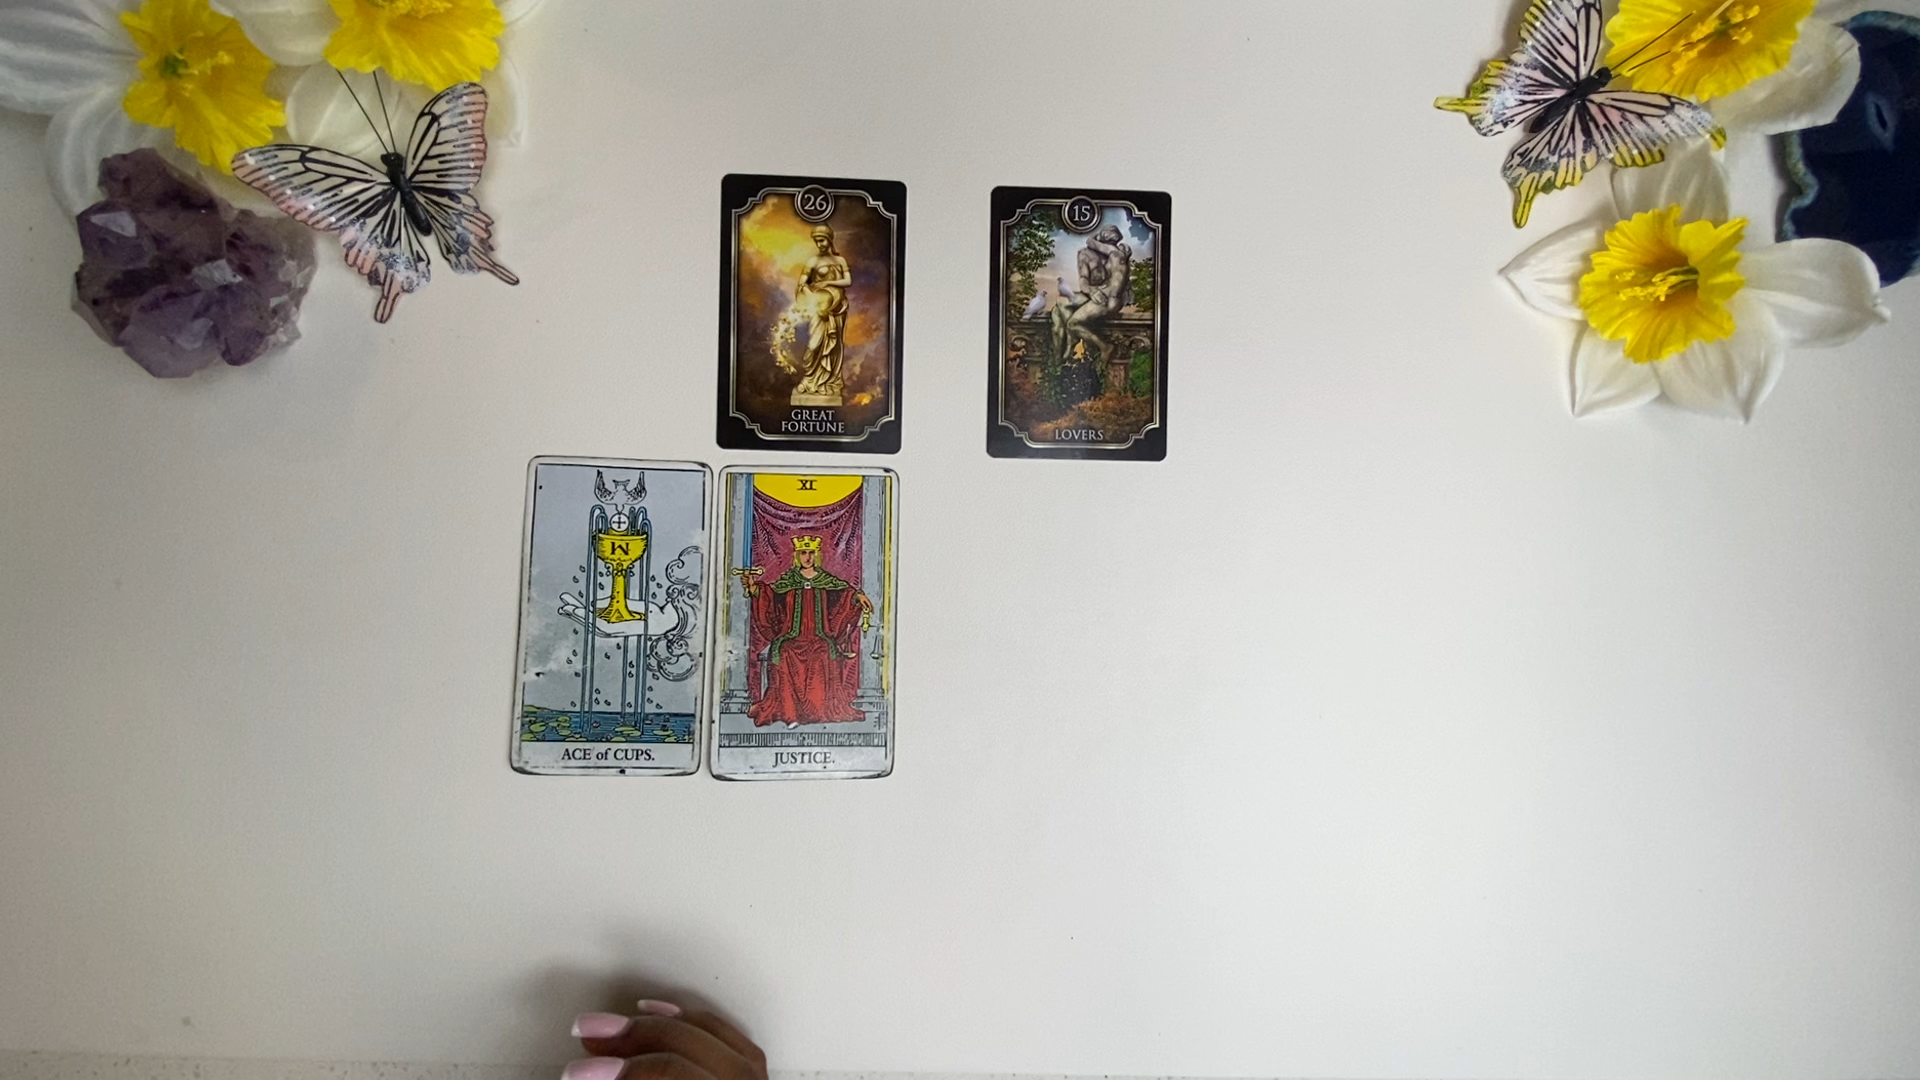 26
GREAT
FORTUNE
15
LOVERS
W
ACE of CUPS.
XI
JUSTICE.